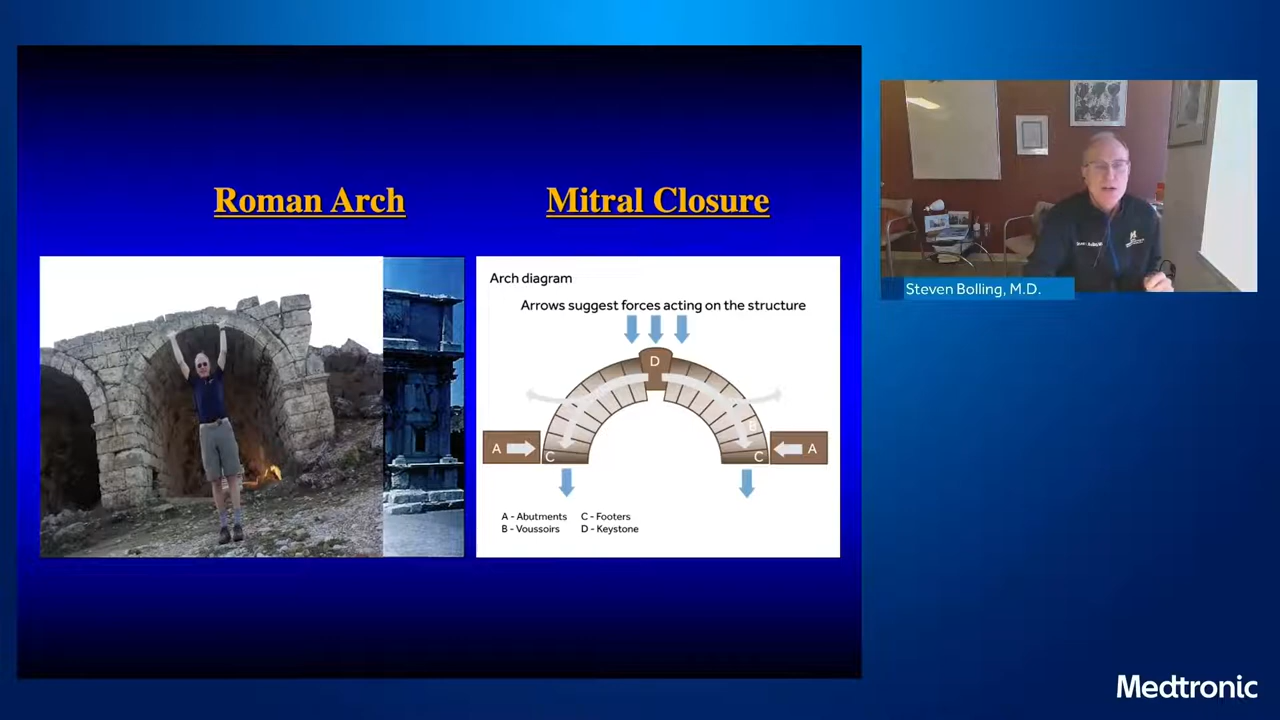 Roman Arch
Mitral Closure
Arch diagram
Arrows suggest forces acting on the structure
D
B
A
A
C
C
A - Abutments C - Footers
B - Voussoirs D - Keystone
Steven Bolling, M.D.
Medtronic